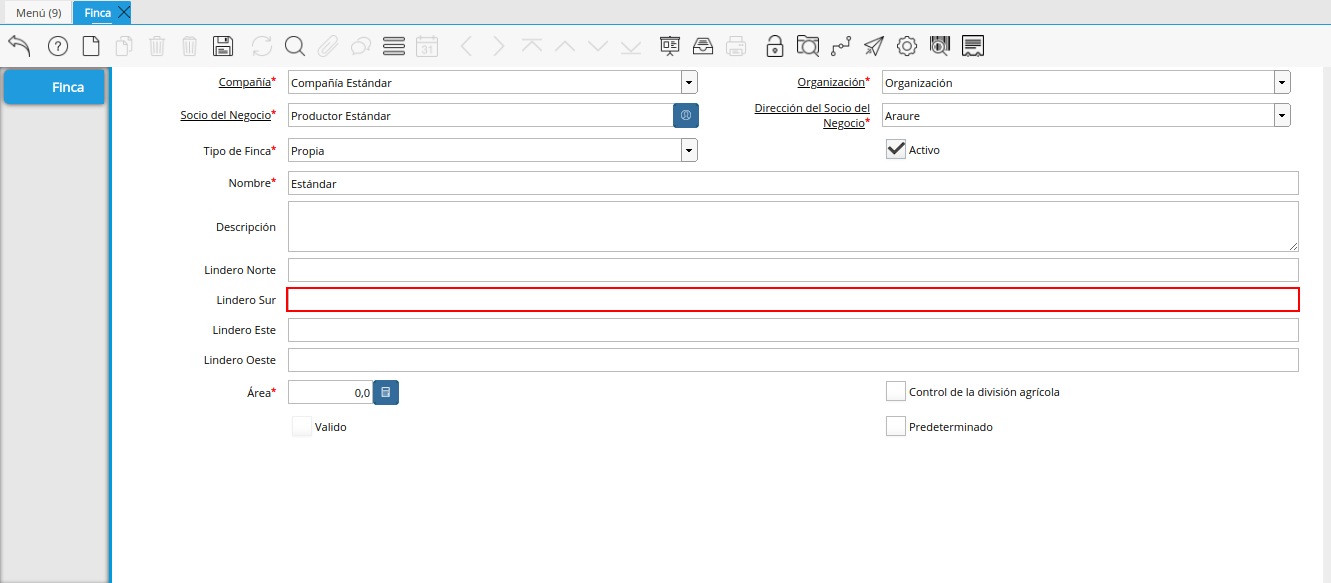 Menú (9)
Finca
31
Finca
Compañía* Compañía Estándar Organización* Organización
Socio del Negocio* Productor Estándar Dirección del Socio del
Negocio* Araure
Tipo de Finca* Propia Activo
Nombre* Estándar
Descripción
Lindero Norte
Lindero Sur
Lindero Este
Lindero Oeste
Área* 0,0 Control de la división agrícola
Valido Predeterminado